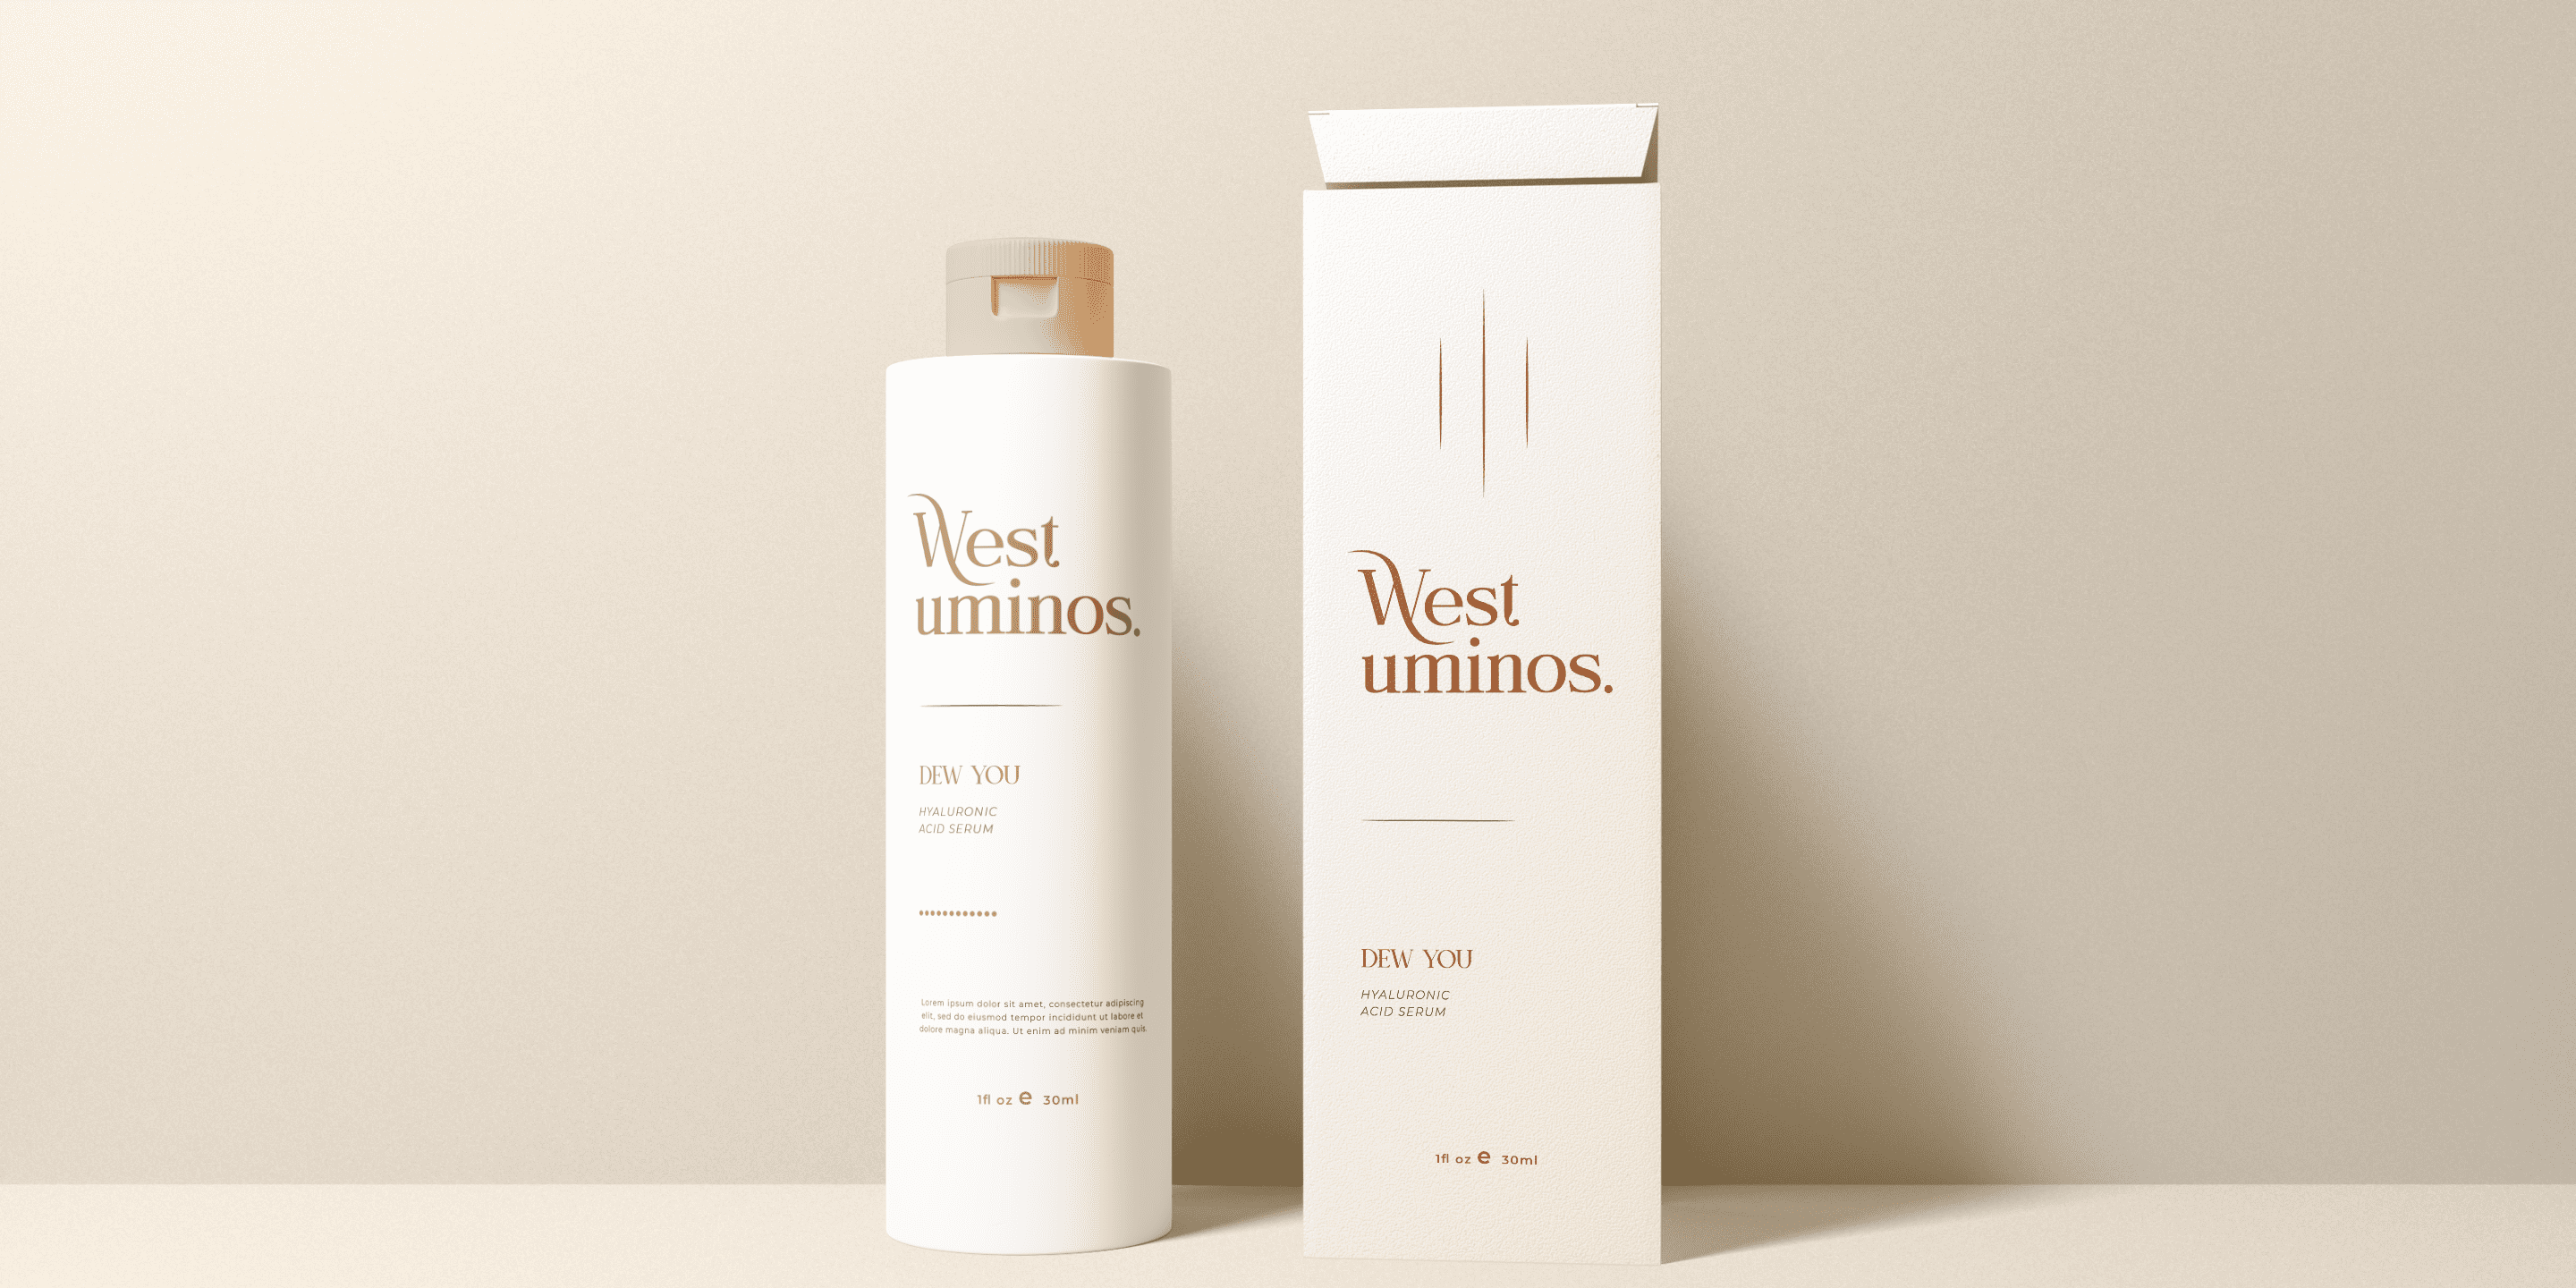 West
uminos.
DEW YOU
HYALURONIC
ACID SERUM
Lorem ipsum dolor sit amet, consectetur adipiscing
elit, sed do eiusmod tempor incididunt ut labore et
dolore magna aliqua. Ut enim ad minim veniam quis.
1fl oz e 30ml
West
uminos.
DEW YOU
HYALURONIC
ACID SERUM
1fl oz e 30ml